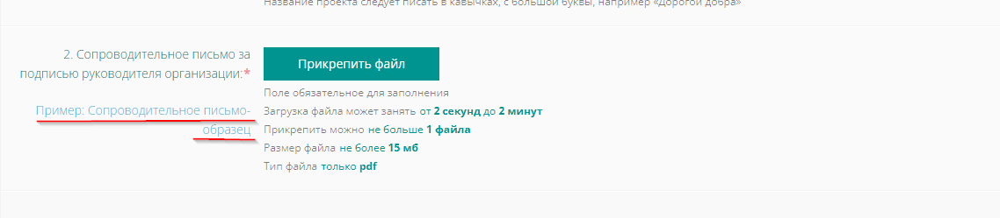 Название проекта следует писать в кавычках, с большой буквы, например «Дорогой добра»
2. Сопроводительное письмо за
подписью руководителя организации:*
Прикрепить файл
Поле обязательное для заполнения
Пример: Сопроводительное письмо-
образец
Загрузка файла может занять от 2 секунд до 2 минут
Прикрепить можно не больше 1 файла
Размер файла не более 15 мб
Тип файла только pdf